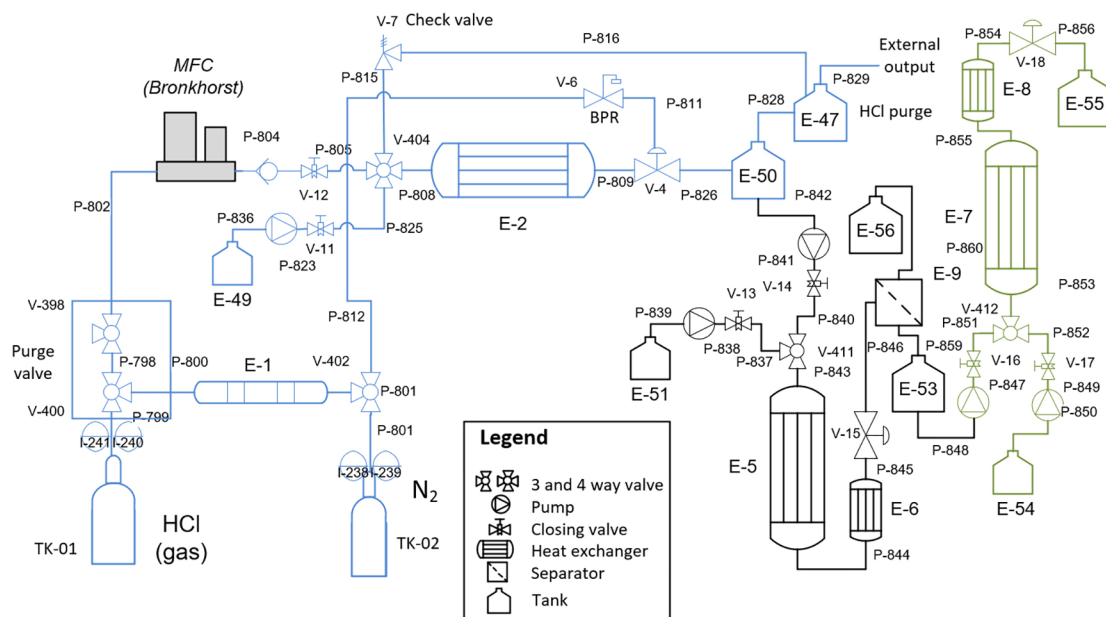 V-7
Check valve
P-816
P-854
P-856
External
output
V-18
MFC
(Bronkhorst)
P-815
V-6
P-829
E-8
E-55
P-811
P-828
E-47
HCl purge
BPR
P-804
P-805
V-404
P-855
V-12
P-808
E-2
P-809
V-4
P-826
E-50
P-842
P-802
P-836
P-825
E-56
E-7
V-11
P-823
P-860
P-841
E-9
E-49
V-14
P-853
V-398
V-13
P-839
V-412
P-812
P-840
P-851
P-852
P-838
P-837
P-846
P-859
Purge
valve
P-798
P-800
V-402
V-411
V-16
V-17
E-1
P-843
E-51
E-53
P-847
P-849
P-801
V-400
P-799
P-850
P-801
V-15
P-848
I-241
I-240
I-238
I-239
Legend
E-5
P-845
N2
3 and 4 way valve
E-6
E-54
Pump
HCl
(gas)
Closing valve
TK-01
TK-02
Heat exchanger
P-844
Separator
Tank